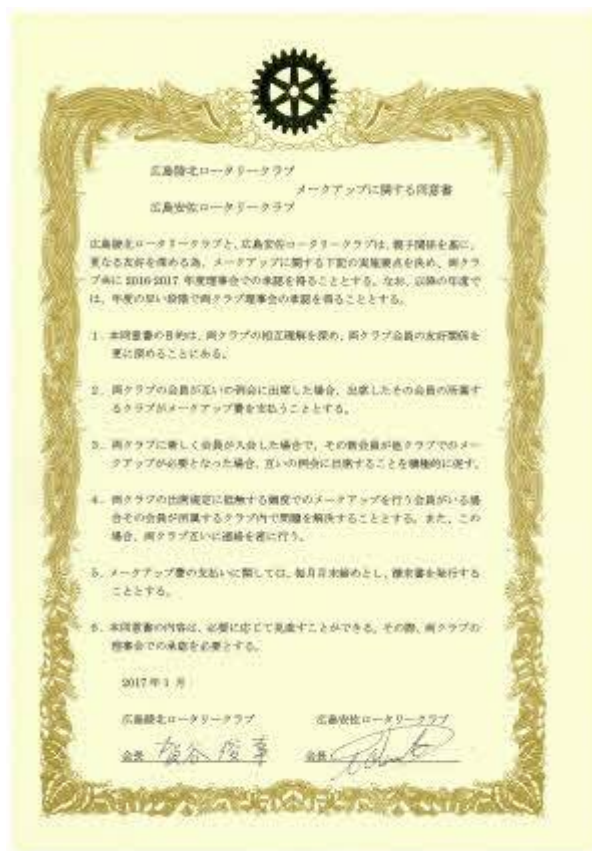 広島陵北ロータリークラブ
メークアップに関する同意書
広島安佐ロータリークラブ
広島陵北ロータリークラブと、広島安佐ロータリークラブは、親子関係を基に、
更なる友好を深める為、メークアップに関する下記の実施要点を決め、両クラ
ブ共に 2016-2017 年度理事会での承認を得ることとする。なお、以降の年度で
は、年度の早い段階で両クラブ理事会の承認を得ることとする。
1. 本同意書の目的は、両クラブの相互理解を深め、両クラブ会員の友好関係を
更に深めることにある。
2. 両クラブの会員が互いの例会に出席した場合、出席したその会員の所属す
るクラブがメークアップ費を支払うこととする。
3. 両クラブに新しく会員が入会した場合で、その新会員が他クラブでのメー
クアップが必要となった場合、互いの例会に出席することを積極的に促す。
4. 両クラブの出席規定に抵触する頻度でのメークアップを行う会員がいる場
合その会員が所属するクラブ内で問題を解決することとする。また、この
場合、両クラブ互いに連絡を密に行う。
5. メークアップ費の支払いに関しては、毎月月末締めとし、請求書を発行する
こととする。
6. 本同意書の内容は、必要に応じて見直すことができる。その際、両クラブの
理事会での承認を必要とする。
2017 年 1 月
広島陵北ロータリークラブ 広島安佐ロータリークラブ
会長 会長